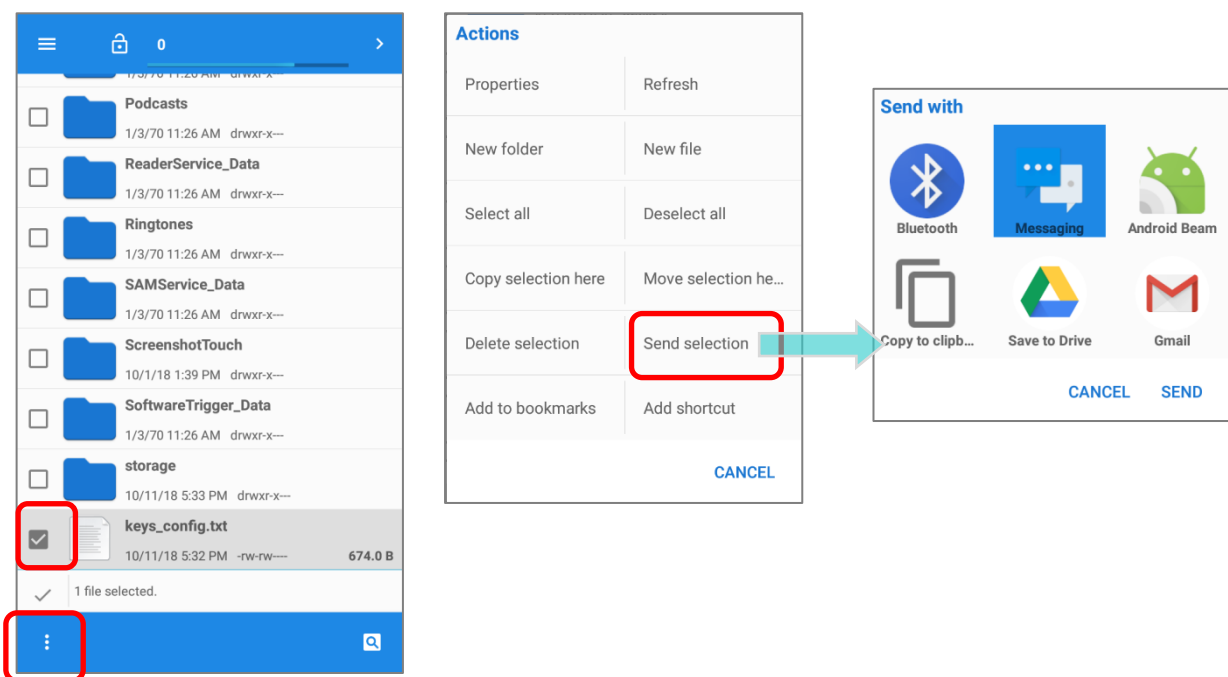 0
1/3/70 11:26 AM drwxr-x---
Podcasts
1/3/70 11:26 AM drwxr-x---
ReaderService_Data
1/3/70 11:26 AM drwxr-x---
Ringtones
1/3/70 11:26 AM drwxr-x---
SAMService_Data
1/3/70 11:26 AM drwxr-x---
ScreenshotTouch
10/1/18 1:39 PM drwxr-x---
SoftwareTrigger_Data
1/3/70 11:26 AM drwxr-x---
storage
10/11/18 5:33 PM drwxr-x---
keys_config.txt
10/11/18 5:32 PM -rw-rw---- 674.0 B
1 file selected.
Actions
Properties Refresh
New folder New file
Select all Deselect all
Copy selection here Move selection he...
Delete selection Send selection
Add to bookmarks Add shortcut
CANCEL
Send with
Bluetooth Messaging Android Beam
Copy to clipb... Save to Drive Gmail
CANCEL SEND